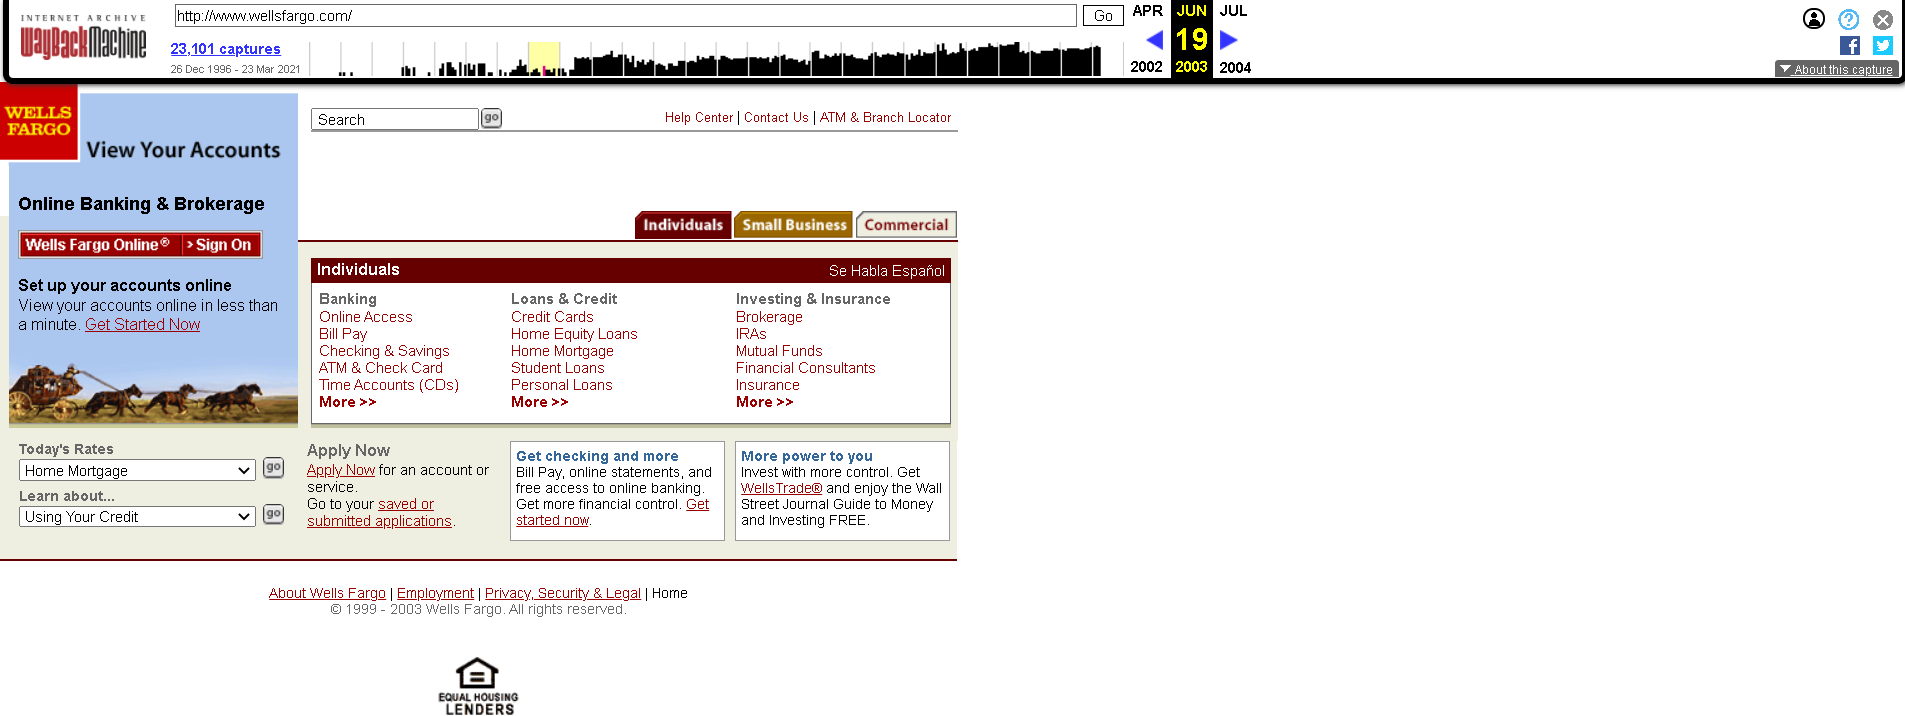 INTERNET ARCHIVE
WayBackMachine
http://www.wellsfargo.com/
Go
23,101 captures
26 Dec 1996 - 23 Mar 2021
APR JUN JUL
19
2002 2003 2004
About this capture
WELLS
FARGO
View Your Accounts
Search go
Help Center | Contact Us | ATM & Branch Locator
Online Banking & Brokerage
Wells Fargo Online® > Sign On
Set up your accounts online
View your accounts online in less than
a minute. Get Started Now
Individuals Small Business Commercial
Individuals Se Habla Español
Banking
Online Access
Bill Pay
Checking & Savings
ATM & Check Card
Time Accounts (CDs)
More >>
Loans & Credit
Credit Cards
Home Equity Loans
Home Mortgage
Student Loans
Personal Loans
More >>
Investing & Insurance
Brokerage
IRAs
Mutual Funds
Financial Consultants
Insurance
More >>
Today's Rates
Home Mortgage go
Learn about...
Using Your Credit go
Apply Now
Apply Now for an account or
service.
Go to your saved or
submitted applications.
Get checking and more
Bill Pay, online statements, and
free access to online banking.
Get more financial control. Get
started now.
More power to you
Invest with more control. Get
WellsTrade® and enjoy the Wall
Street Journal Guide to Money
and Investing FREE.
About Wells Fargo | Employment | Privacy, Security & Legal | Home
© 1999 - 2003 Wells Fargo. All rights reserved.
EQUAL HOUSING
LENDERS